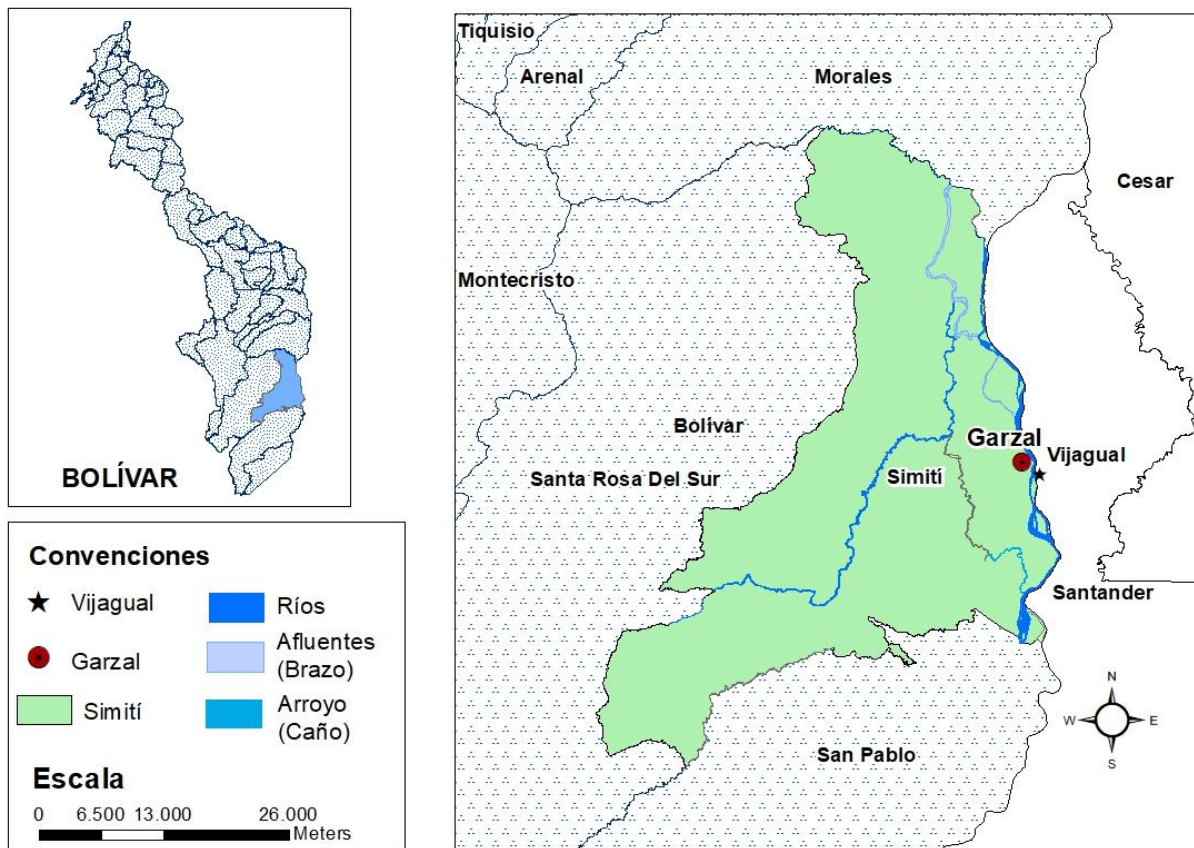 BOLÍVAR
Convenciones
Vijagual
Garzal
Simití
Ríos
Afluentes
(Brazo)
Arroyo
(Caño)
Escala
0 6.500 13.000 26.000
Meters
Tiquisio
Arenal
Morales
Cesar
Montecristo
Bolívar
Garzal
Vijagual
Santa Rosa Del Sur
Simití
Santander
San Pablo
N
W E
S